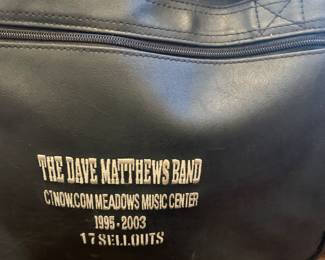 THE DAVE MATTHEWS BAND
CTNOW.COM MEADOWS MUSIC CENTER
1995-2003
17 SELLOUTS